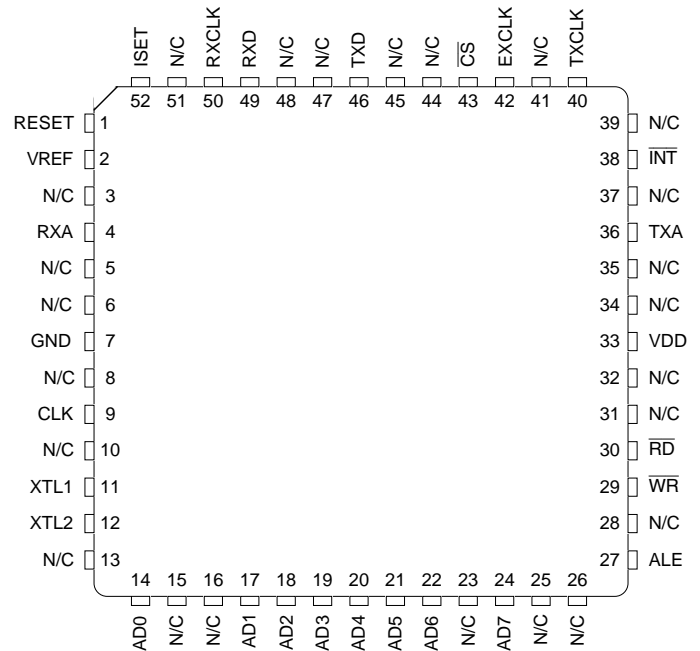 ISET N/C RXCLK RXD N/C N/C TXD N/C N/C C̅S̅ EXCLK N/C TXCLK
52 51 50 49 48 47 46 45 44 43 42 41 40
RESET 1 39 N/C
VREF 2 38 I̅N̅T̅
N/C 3 37 N/C
RXA 4 36 TXA
N/C 5 35 N/C
N/C 6 34 N/C
GND 7 33 VDD
N/C 8 32 N/C
CLK 9 31 N/C
N/C 10 30 R̅D̅
XTL1 11 29 W̅R̅
XTL2 12 28 N/C
N/C 13 27 ALE
14 15 16 17 18 19 20 21 22 23 24 25 26
AD0 N/C N/C AD1 AD2 AD3 AD4 AD5 AD6 N/C AD7 N/C N/C